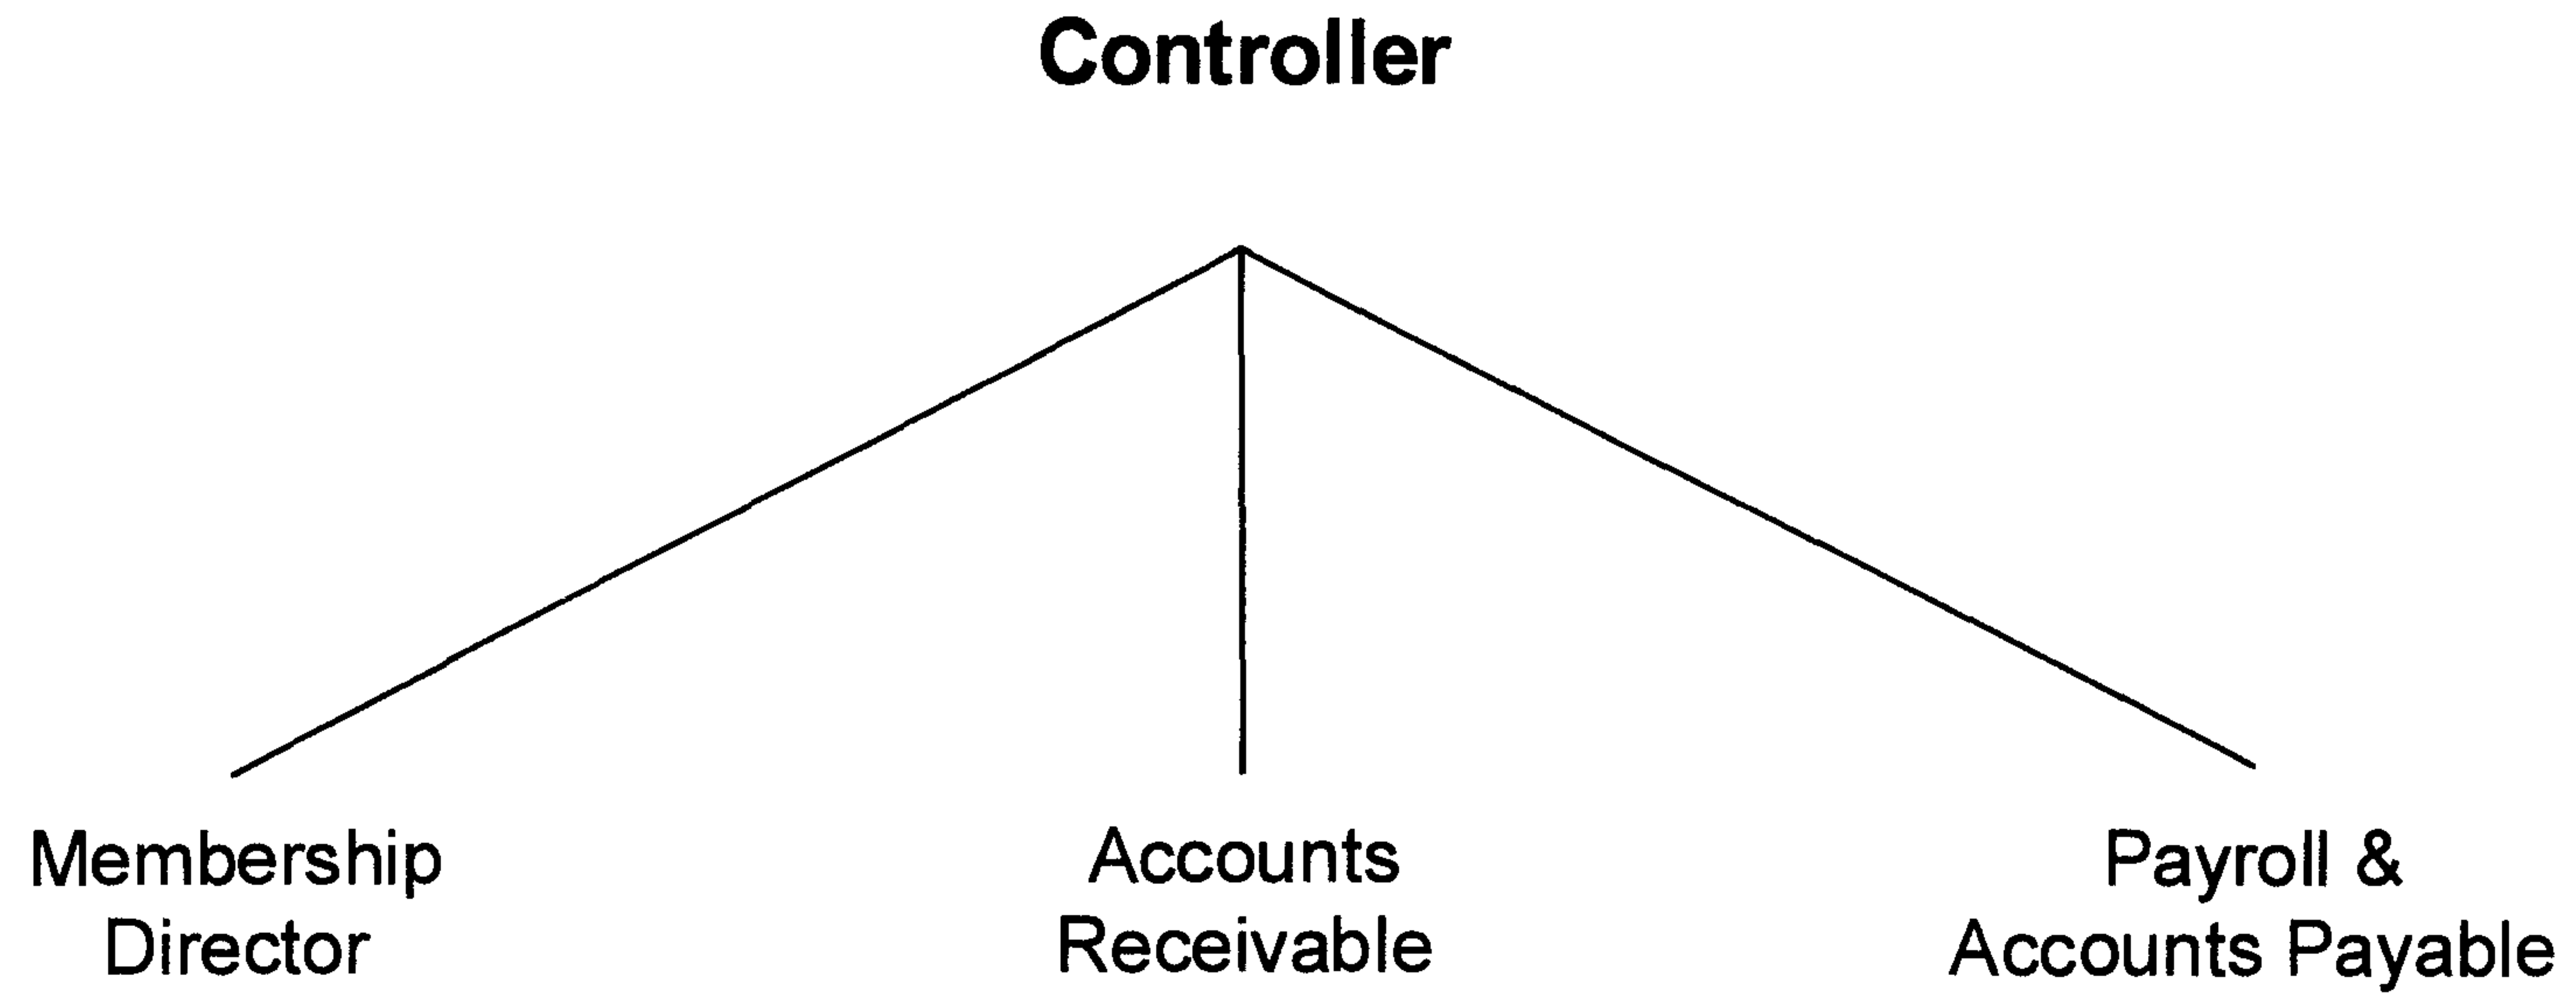 Controller
Membership
Director
Accounts
Receivable
Payroll &
Accounts Payable